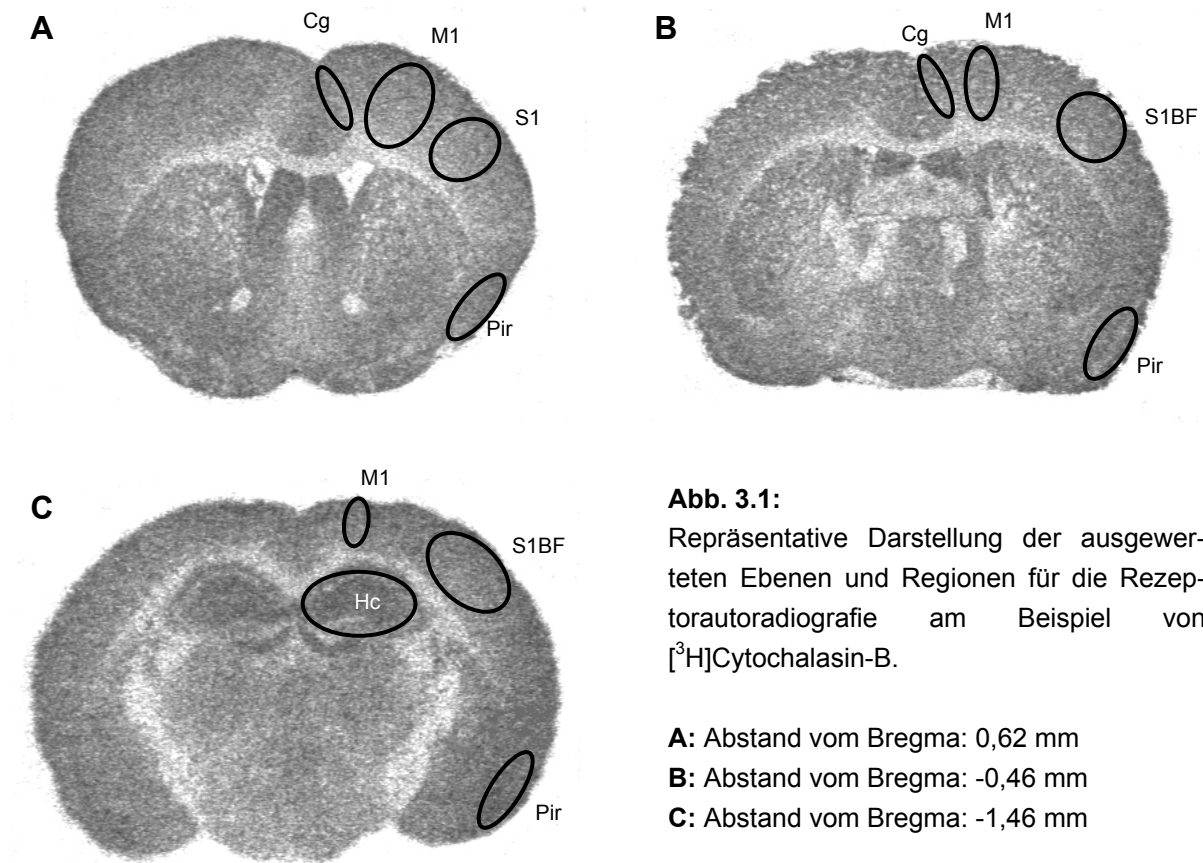 A
Cg
M1
S1
Pir
B
Cg
M1
S1BF
Pir
C
M1
S1BF
Hc
Pir
Abb. 3.1:
Repräsentative Darstellung der ausgewer-
teten Ebenen und Regionen für die Rezep-
torautoradiografie am Beispiel von
[³H]Cytochalasin-B.
A: Abstand vom Bregma: 0,62 mm
B: Abstand vom Bregma: -0,46 mm
C: Abstand vom Bregma: -1,46 mm